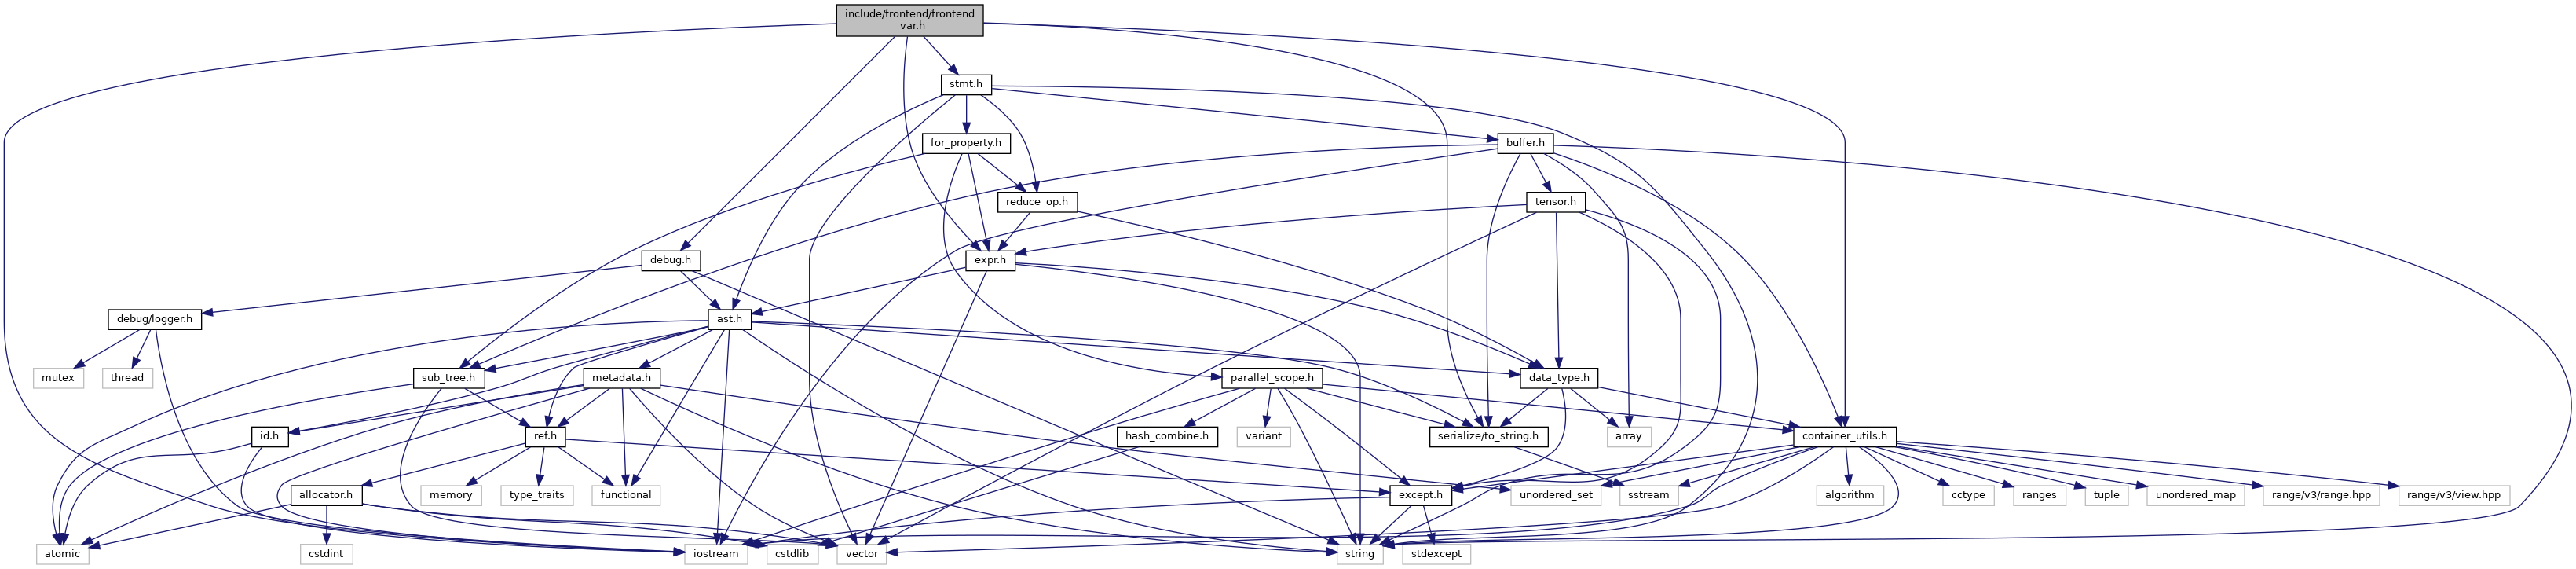 include/frontend/frontend
_var.h
stmt.h
for_property.h
buffer.h
reduce_op.h
tensor.h
debug.h
expr.h
debug/logger.h
ast.h
mutex
thread
sub_tree.h
metadata.h
parallel_scope.h
data_type.h
id.h
ref.h
hash_combine.h
variant
serialize/to_string.h
array
container_utils.h
allocator.h
memory
type_traits
functional
except.h
unordered_set
sstream
algorithm
cctype
ranges
tuple
unordered_map
range/v3/range.hpp
range/v3/view.hpp
atomic
cstdint
iostream
cstdlib
vector
string
stdexcept